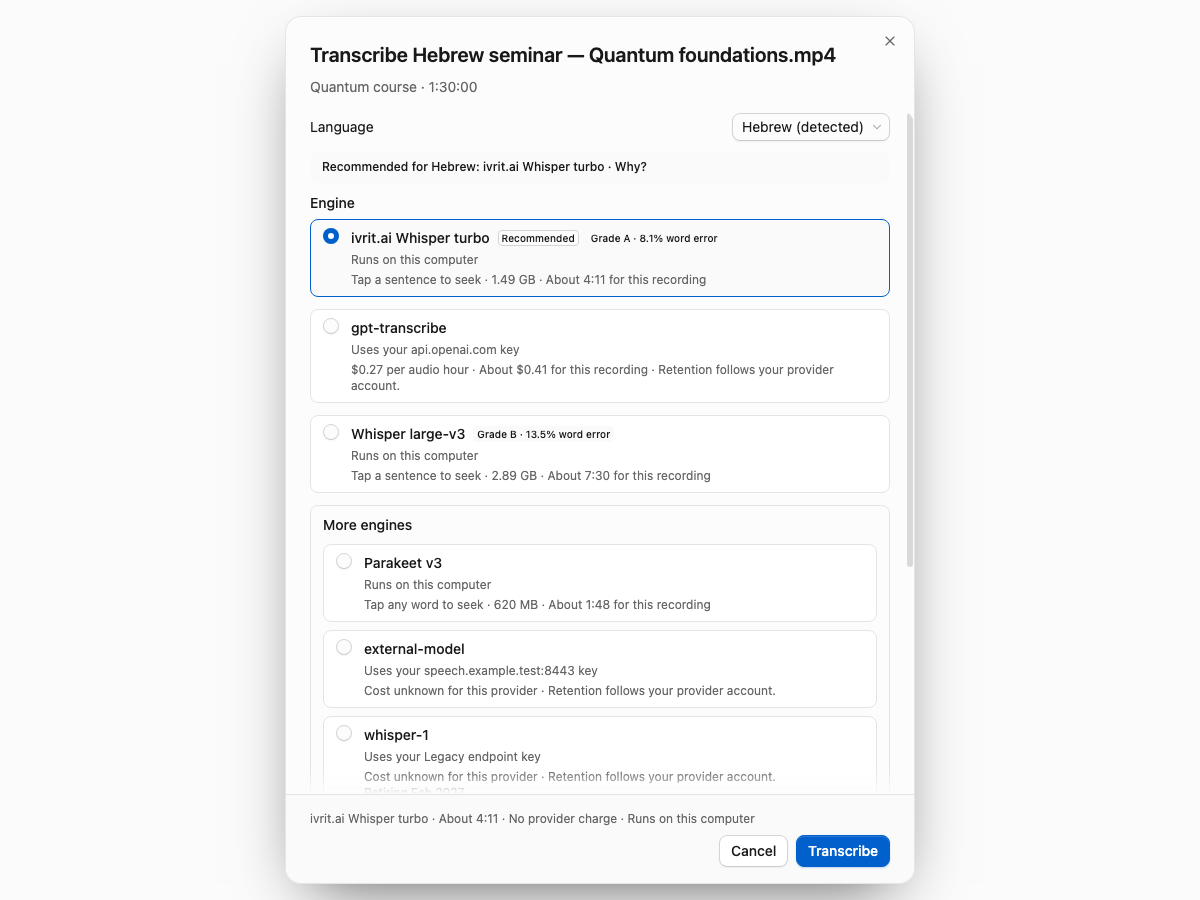 Transcribe Hebrew seminar — Quantum foundations.mp4
Quantum course · 1:30:00
Language
Hebrew (detected)
Recommended for Hebrew: ivrit.ai Whisper turbo · Why?
Engine
ivrit.ai Whisper turbo Recommended Grade A · 8.1% word error
Runs on this computer
Tap a sentence to seek · 1.49 GB · About 4:11 for this recording
gpt-transcribe
Uses your api.openai.com key
$0.27 per audio hour · About $0.41 for this recording · Retention follows your provider
account.
Whisper large-v3 Grade B · 13.5% word error
Runs on this computer
Tap a sentence to seek · 2.89 GB · About 7:30 for this recording
More engines
Parakeet v3
Runs on this computer
Tap any word to seek · 620 MB · About 1:48 for this recording
external-model
Uses your speech.example.test:8443 key
Cost unknown for this provider · Retention follows your provider account.
whisper-1
Uses your Legacy endpoint key
Cost unknown for this provider · Retention follows your provider account.
Retiring Feb 2027
ivrit.ai Whisper turbo · About 4:11 · No provider charge · Runs on this computer
Cancel
Transcribe